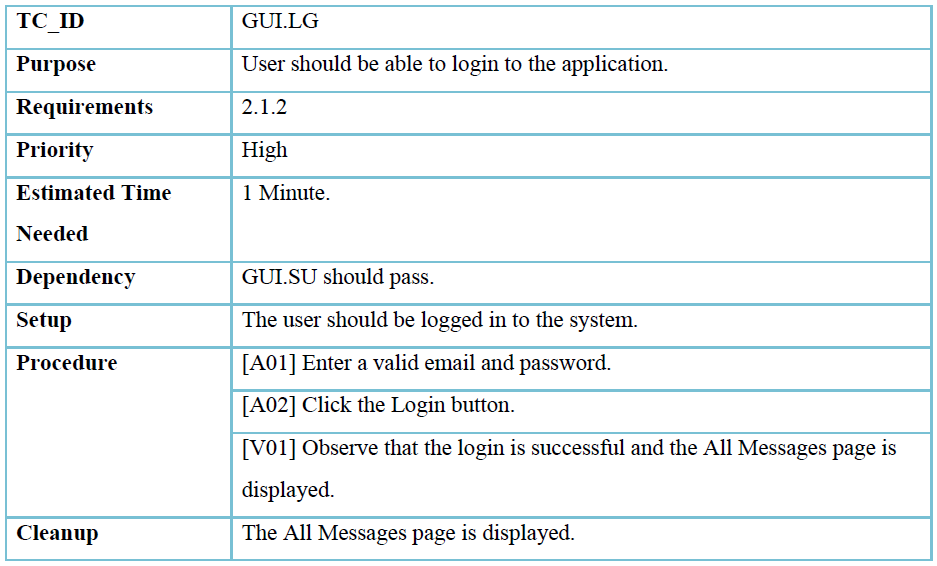 TC_ID GUI.LG
Purpose User should be able to login to the application.
Requirements 2.1.2
Priority High
Estimated Time 1 Minute.
Needed
Dependency GUI.SU should pass.
Setup The user should be logged in to the system.
Procedure [A01] Enter a valid email and password.
[A02] Click the Login button.
[V01] Observe that the login is successful and the All Messages page is
displayed.
Cleanup The All Messages page is displayed.